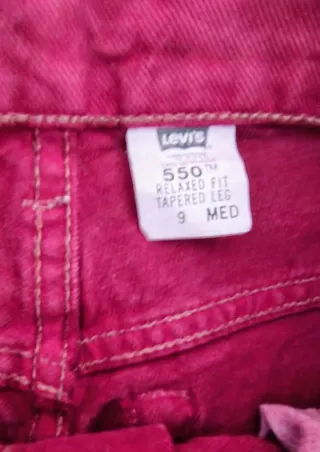 Levi's
550™
RELAXED FIT
TAPERED LEG
9 MED